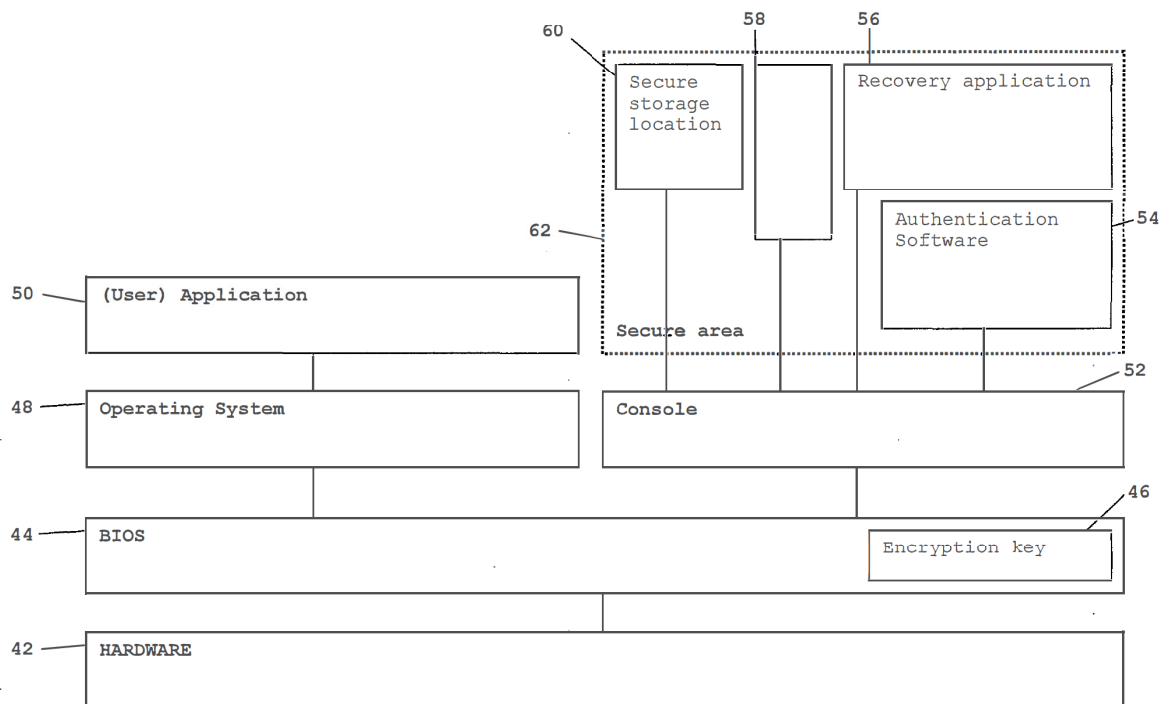 58
56
60
Secure
storage
location
Recovery application
Authentication
Software
54
62
50
(User) Application
Secure area
52
48
Operating System
Console
46
44
BIOS
Encryption key
42
HARDWARE